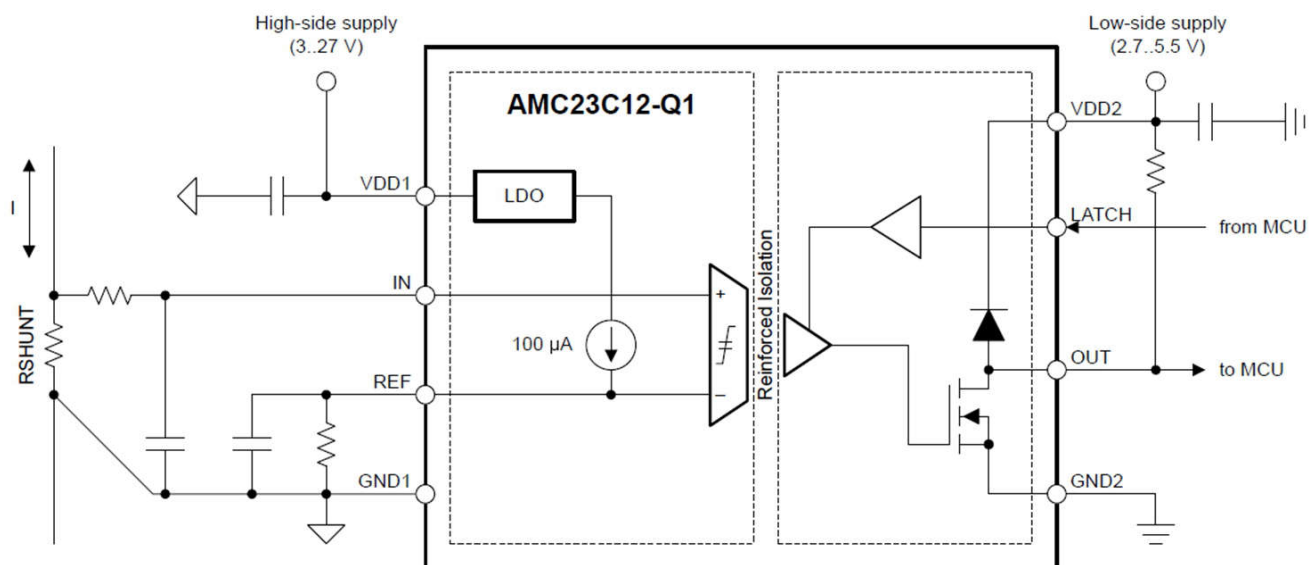 High-side supply
(3..27 V)
Low-side supply
(2.7..5.5 V)
AMC23C12-Q1
VDD2
VDD1
LDO
I
LATCH
from MCU
IN
+
RSHUNT
100 µA
Reinforced Isolation
OUT
to MCU
REF
–
GND1
GND2